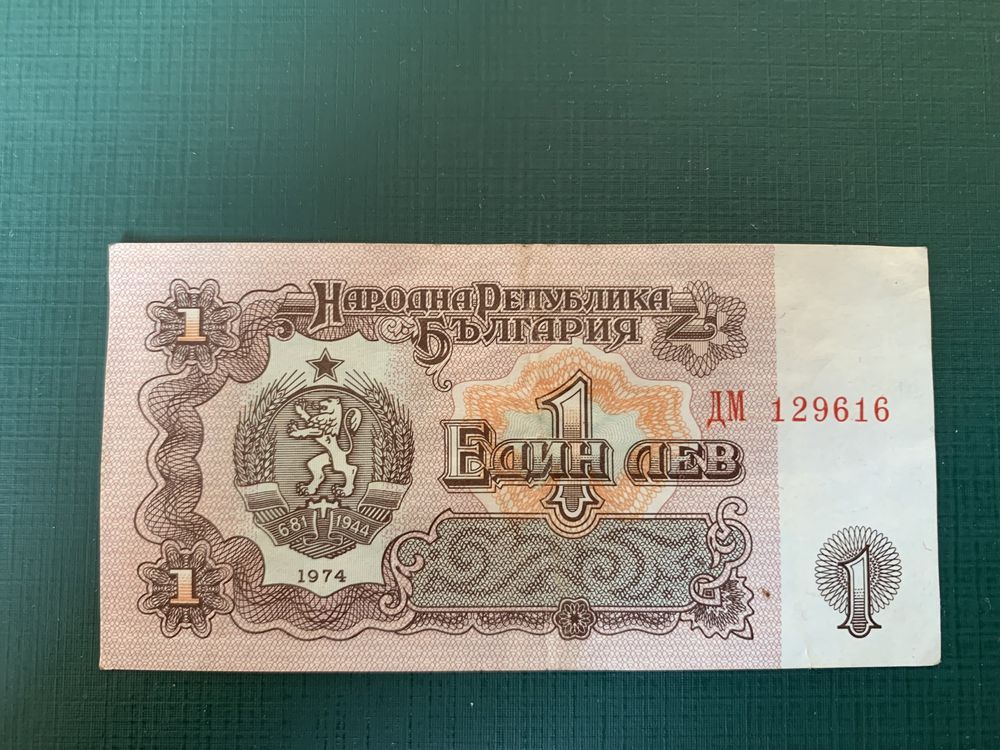 Народна Република
България
1
ДМ 129616
1
Един лев
681 1944
1974
1
1